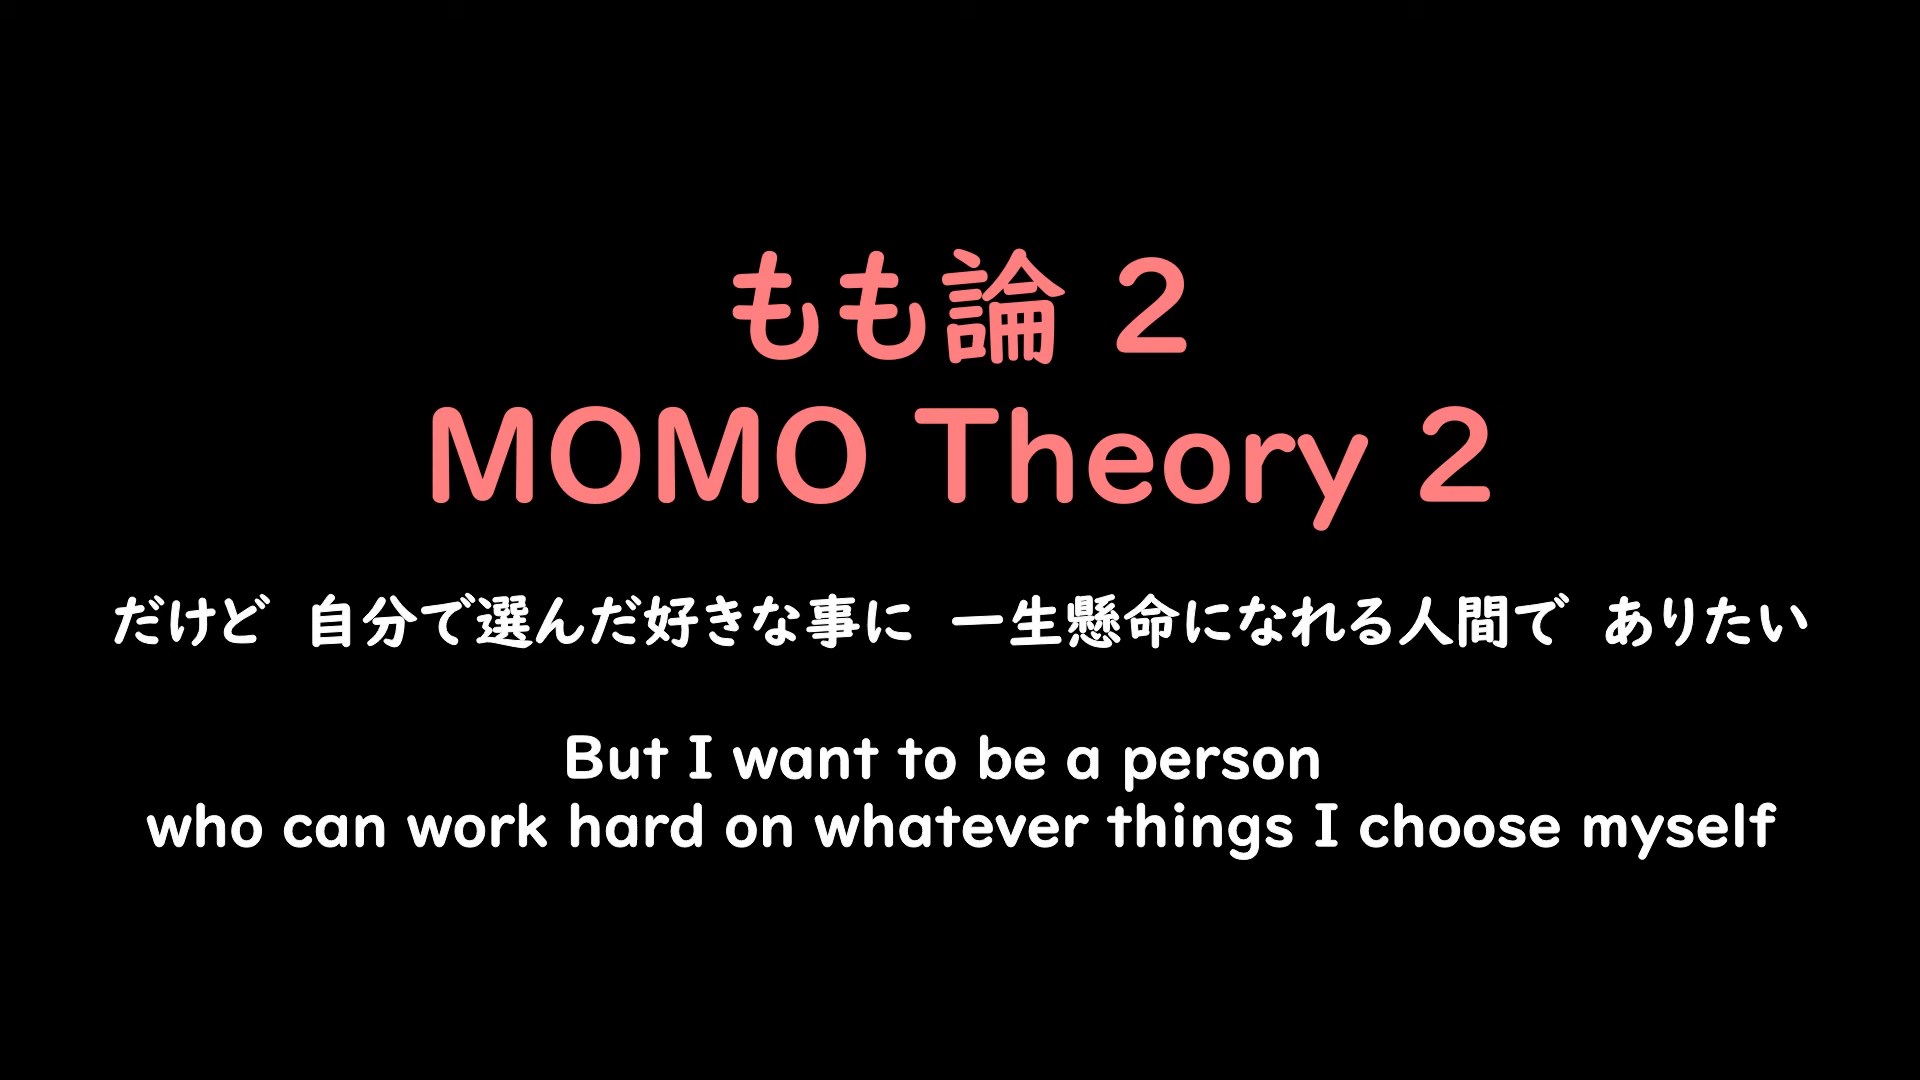 もも論 2
MOMO Theory 2
だけど　自分で選んだ好きな事に　一生懸命になれる人間で　ありたい
But I want to be a person
who can work hard on whatever things I choose myself